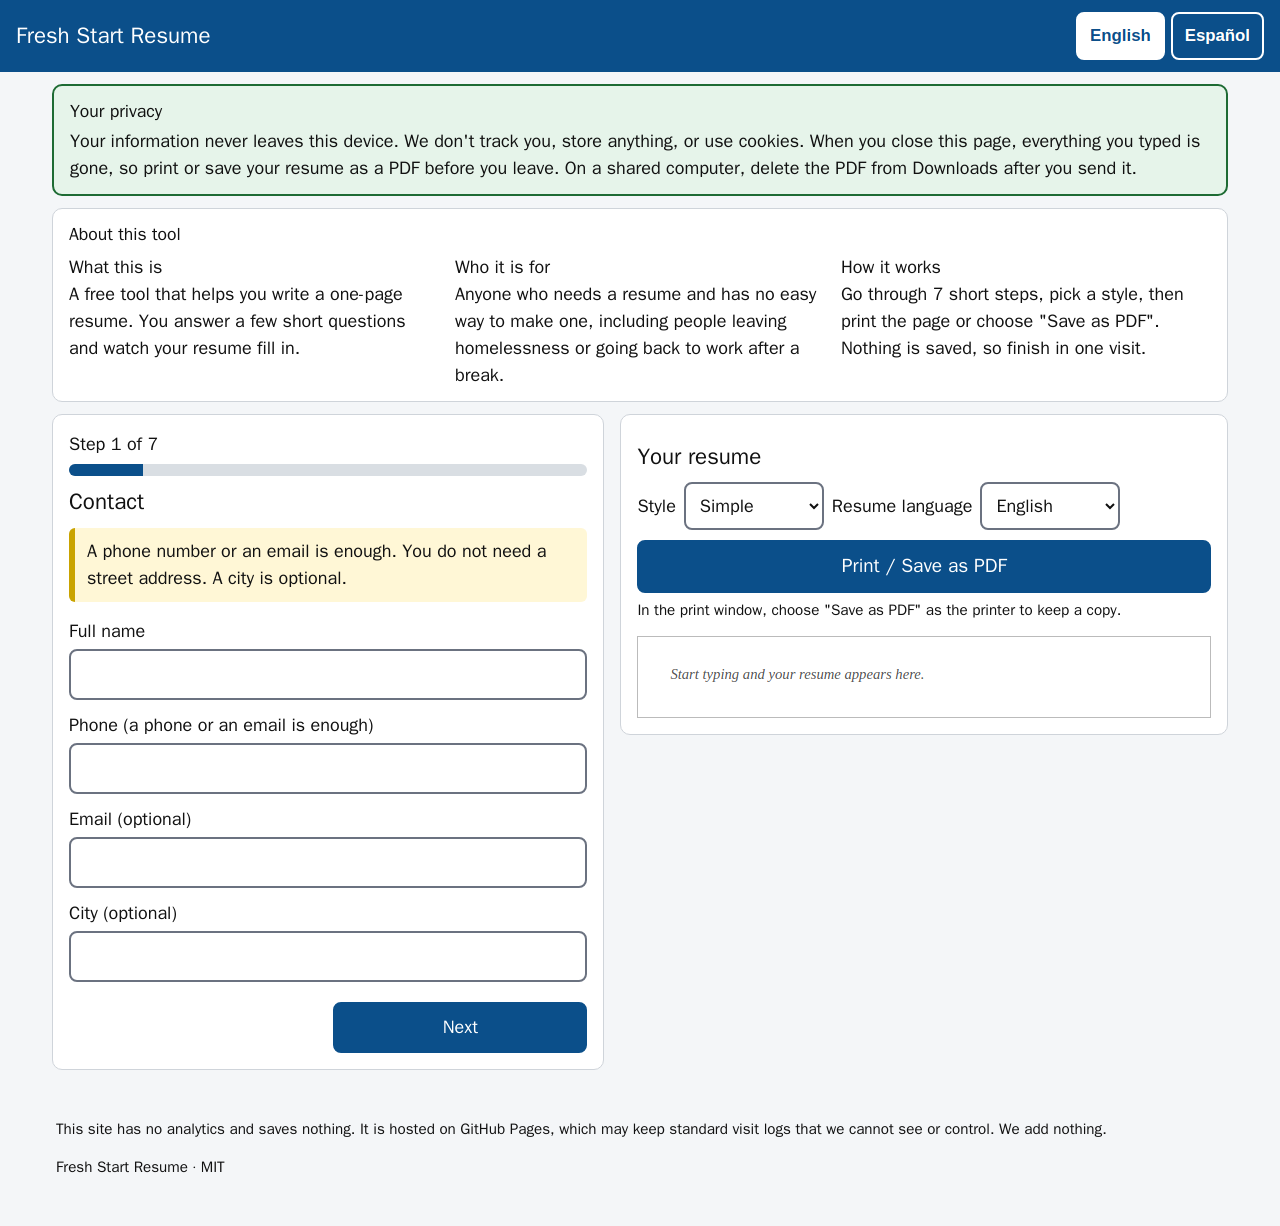 Fresh Start Resume
English
Español
Your privacy
Your information never leaves this device. We don't track you, store anything, or use cookies. When you close this page, everything you typed is
gone, so print or save your resume as a PDF before you leave. On a shared computer, delete the PDF from Downloads after you send it.
About this tool
What this is
A free tool that helps you write a one-page
resume. You answer a few short questions
and watch your resume fill in.
Who it is for
Anyone who needs a resume and has no easy
way to make one, including people leaving
homelessness or going back to work after a
break.
How it works
Go through 7 short steps, pick a style, then
print the page or choose "Save as PDF".
Nothing is saved, so finish in one visit.
Step 1 of 7
Contact
A phone number or an email is enough. You do not need a
street address. A city is optional.
Full name
Phone (a phone or an email is enough)
Email (optional)
City (optional)
Next
Your resume
Style
Simple
Resume language
English
Print / Save as PDF
In the print window, choose "Save as PDF" as the printer to keep a copy.
Start typing and your resume appears here.
This site has no analytics and saves nothing. It is hosted on GitHub Pages, which may keep standard visit logs that we cannot see or control. We add nothing.
Fresh Start Resume · MIT